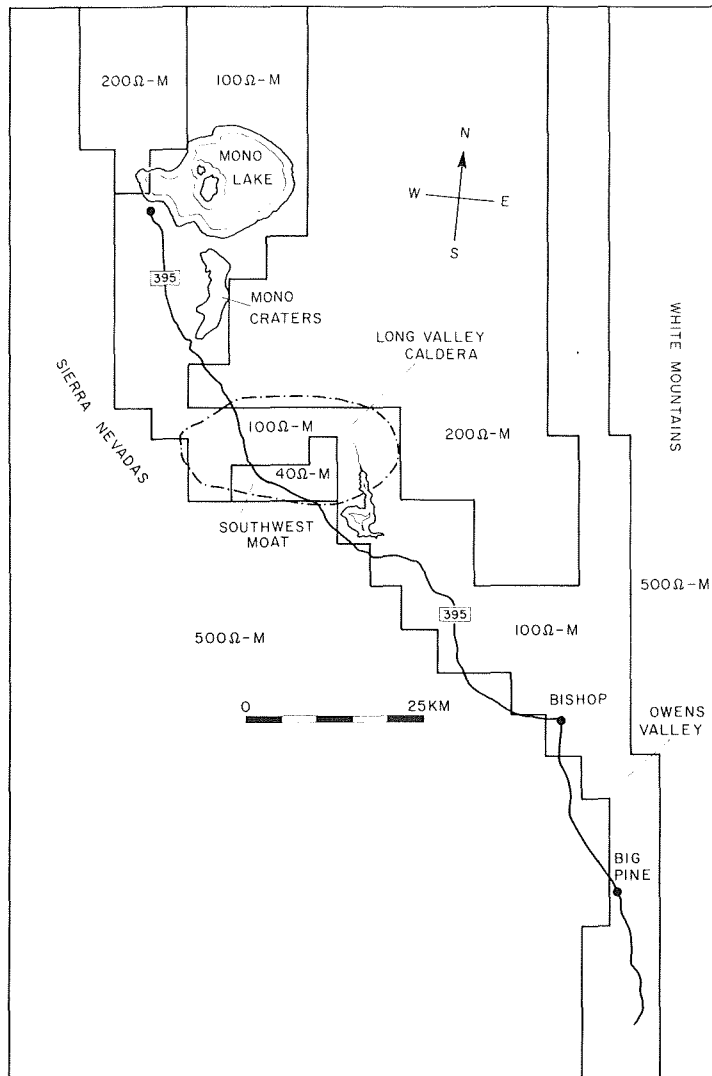 200Ω-M
100Ω-M
MONO
LAKE
N
W
E
S
395
MONO
CRATERS
LONG VALLEY
CALDERA
WHITE MOUNTAINS
SIERRA NEVADAS
100Ω-M
200Ω-M
40Ω-M
SOUTHWEST
MOAT
500Ω-M
395
500Ω-M
100Ω-M
0
25KM
BISHOP
OWENS
VALLEY
BIG
PINE